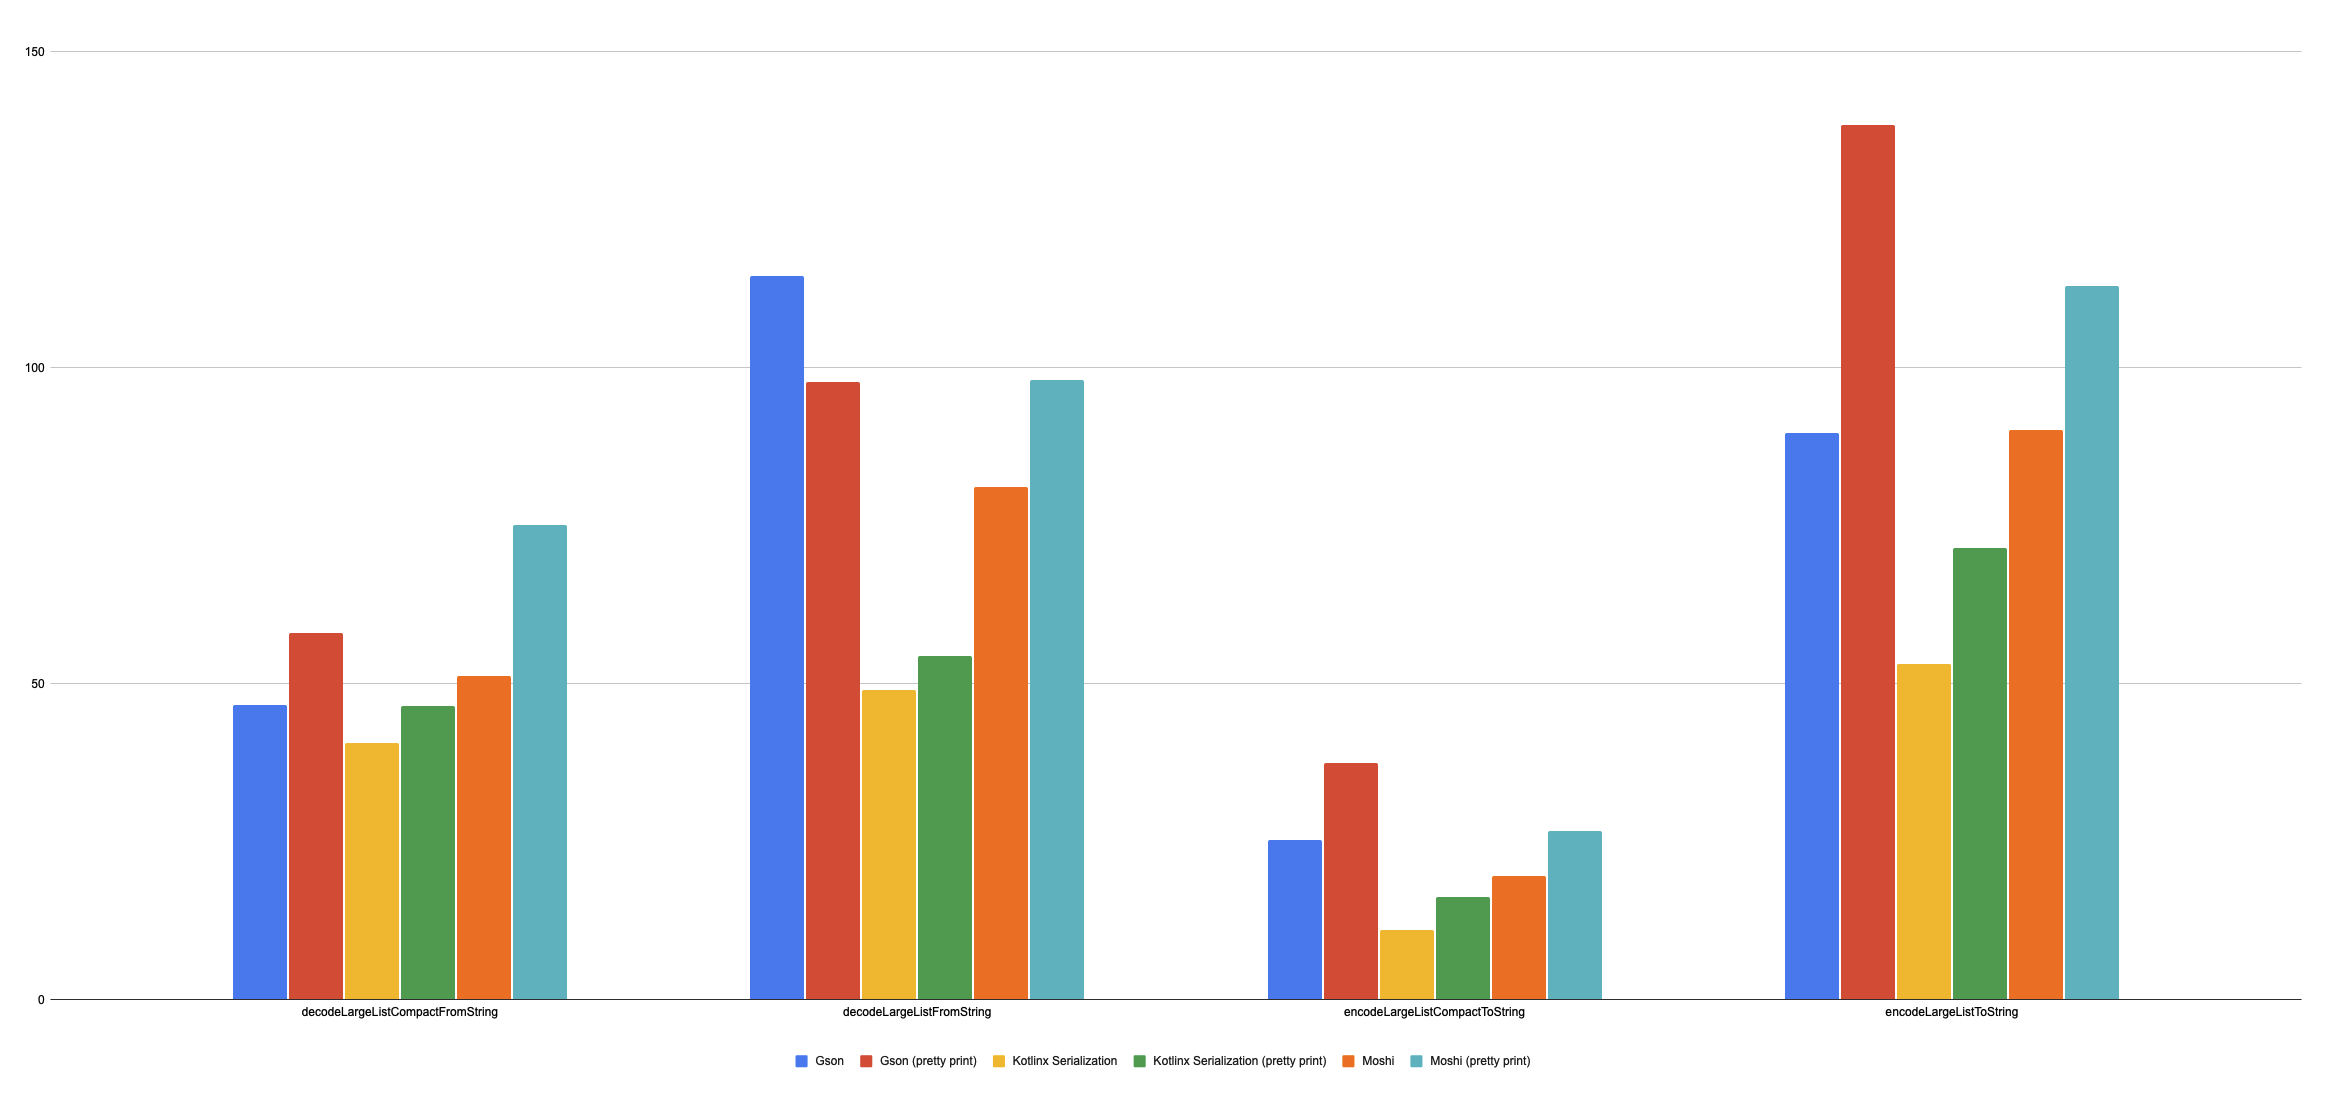 150
100
50
0
decodeLargeListCompactFromString decodeLargeListFromString encodeLargeListCompactToString encodeLargeListToString
Gson Gson (pretty print) Kotlinx Serialization Kotlinx Serialization (pretty print) Moshi Moshi (pretty print)